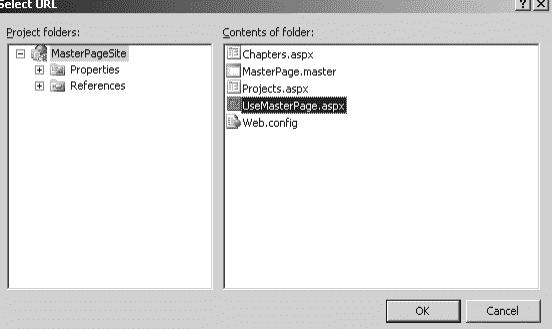 Select URL
Project folders:
MasterPageSite
Properties
References
Contents of folder:
Chapters.aspx
MasterPage.master
Projects.aspx
UseMasterPage.aspx
Web.config
OK
Cancel